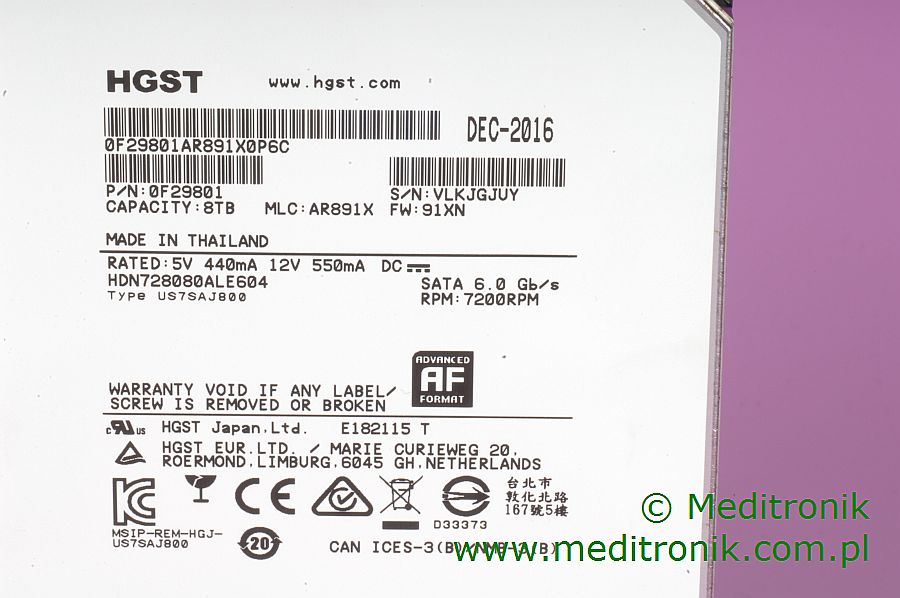 HGST www.hgst.com
DEC-2016
0F29801AR891X0P6C
P/N:0F29801 S/N:VLKJGJUY
CAPACITY:8TB MLC:AR891X FW:91XN
MADE IN THAILAND
RATED:5V 440mA 12V 550mA DC
HDN728080ALE604 SATA 6.0 Gb/s
Type US7SAJ800 RPM:7200RPM
ADVANCED
AF
FORMAT
WARRANTY VOID IF ANY LABEL/
SCREW IS REMOVED OR BROKEN
c RU US HGST Japan,Ltd. E182115 T
HGST EUR.LTD. / MARIE CURIEWEG 20,
ROERMOND,LIMBURG,6045 GH,NETHERLANDS
CE
台北市
敦化北路
167號5樓
D33373
MSIP-REM-HGJ-
US7SAJ800
20
CAN ICES-3(B)/NMB-3(B)
© Meditronik
www.meditronik.com.pl